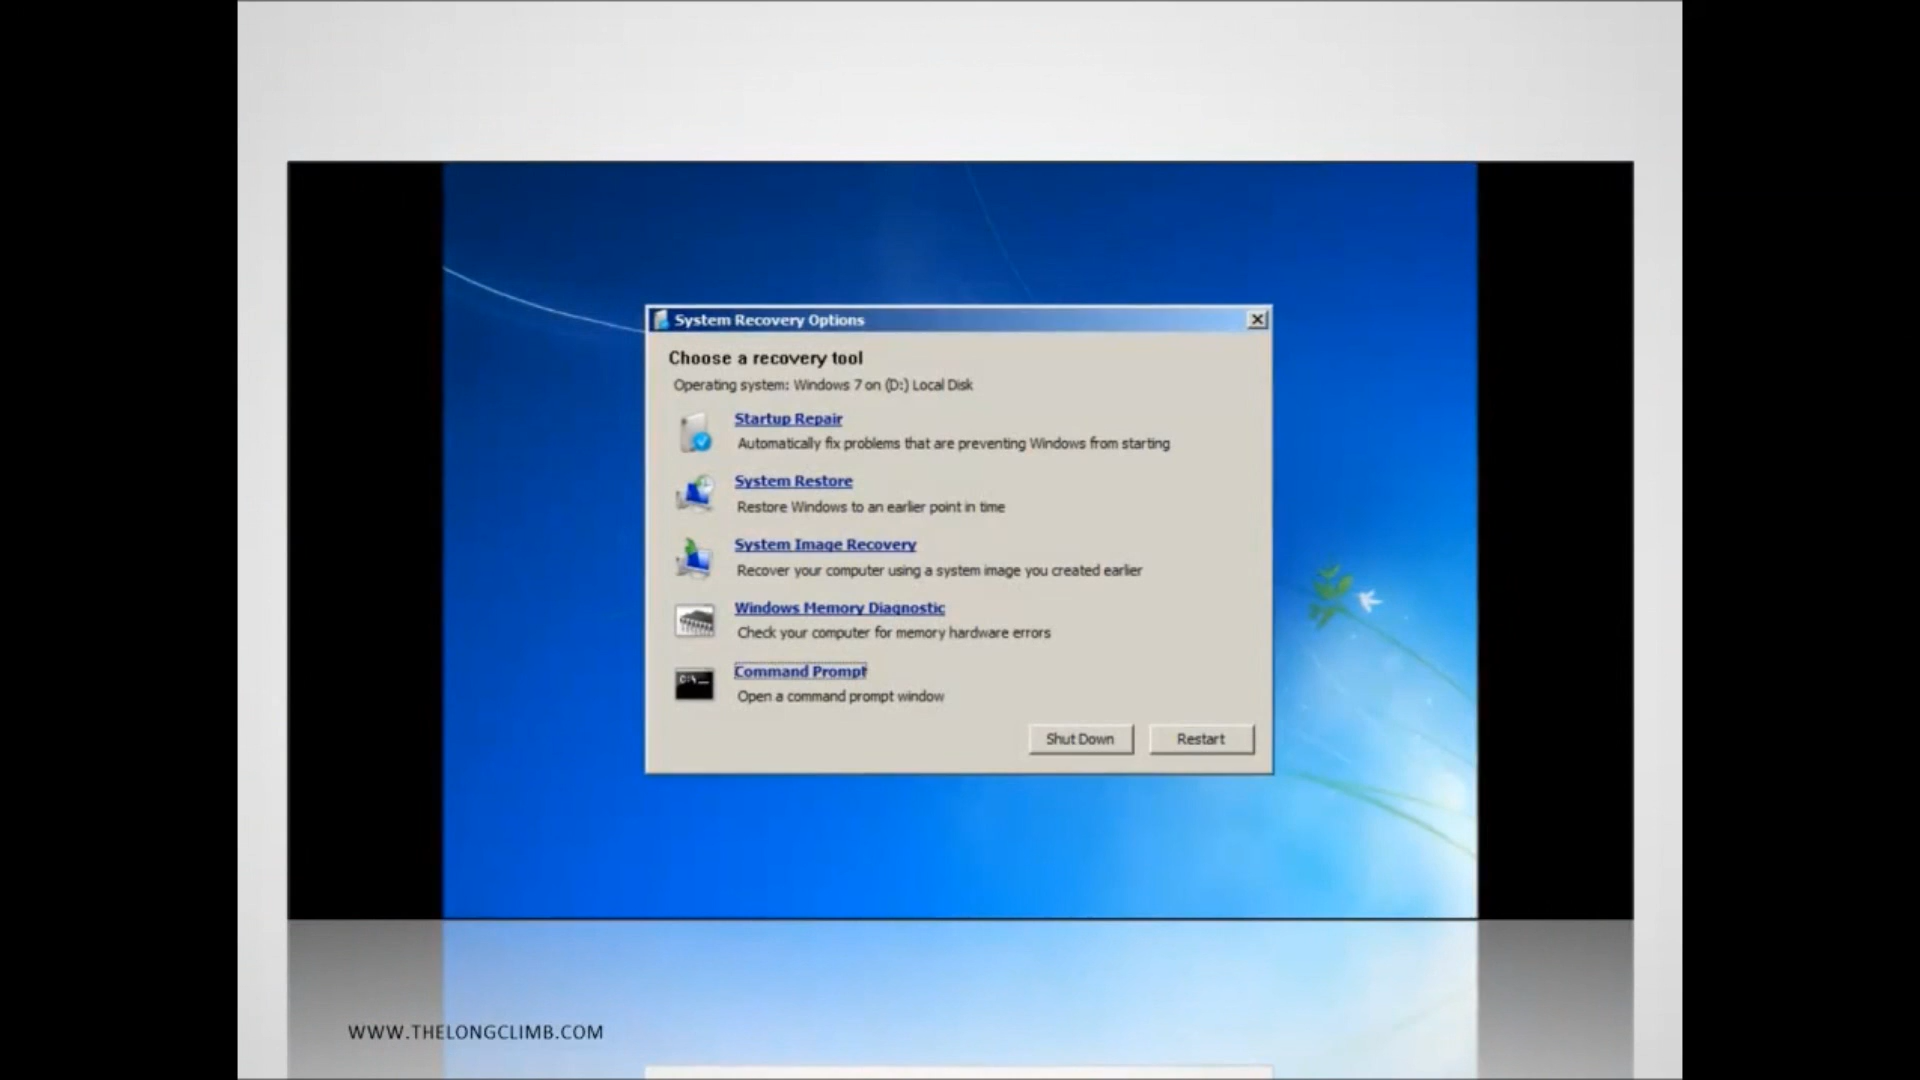 System Recovery Options
Choose a recovery tool
Operating system: Windows 7 on (D:) Local Disk
Startup Repair
Automatically fix problems that are preventing Windows from starting
System Restore
Restore Windows to an earlier point in time
System Image Recovery
Recover your computer using a system image you created earlier
Windows Memory Diagnostic
Check your computer for memory hardware errors
C:\_
Command Prompt
Open a command prompt window
Shut Down
Restart
WWW.THELONGCLIMB.COM